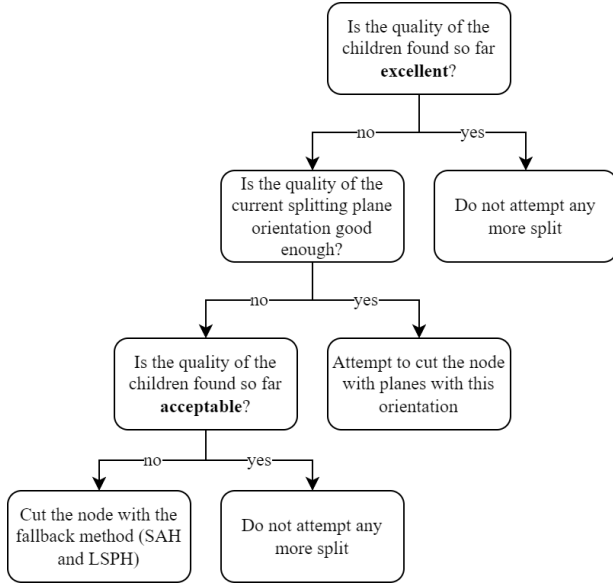 Is the quality of the
children found so far
excellent?
no
yes
Is the quality of the
current splitting plane
orientation good
enough?
Do not attempt any
more split
no
yes
Is the quality of the
children found so far
acceptable?
Attempt to cut the node
with planes with this
orientation
no
yes
Cut the node with the
fallback method (SAH
and LSPH)
Do not attempt any
more split